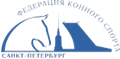 ФЕДЕРАЦИЯ КОННОГО СПОРТА
САНКТ-ПЕТЕРБУРГ